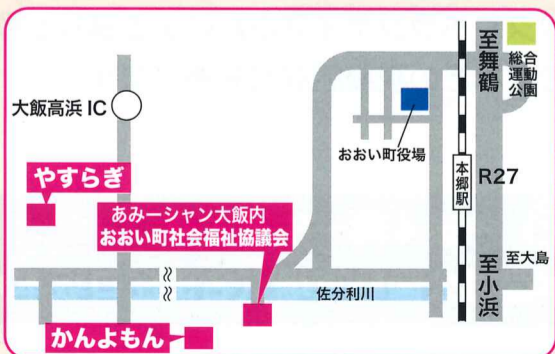 至舞鶴
総合
運動
公園
大飯高浜 IC
おおい町役場
本郷駅
R27
やすらぎ
あみーシャン大飯内
おおい町社会福祉協議会
至大島
至小浜
佐分利川
かんよもん